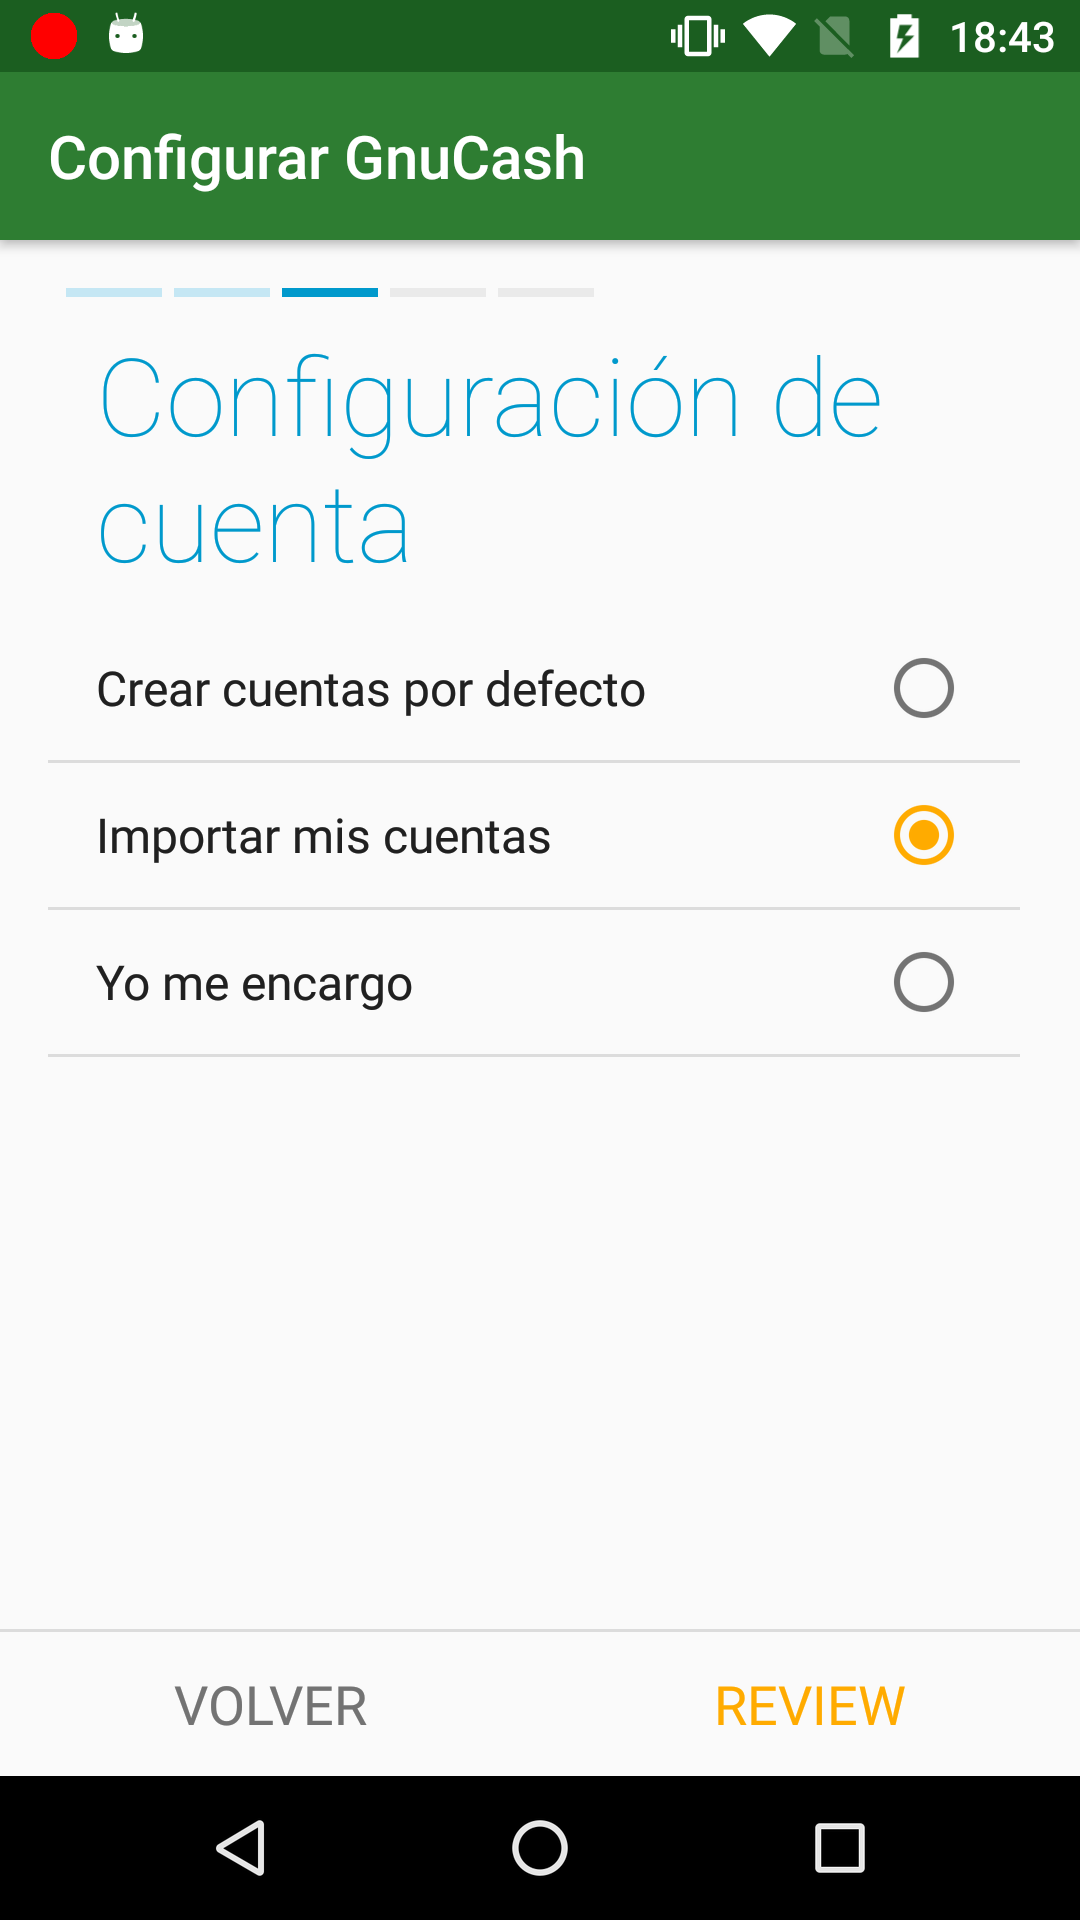 18:43
Configurar GnuCash
Configuración de
cuenta
Crear cuentas por defecto
Importar mis cuentas
Yo me encargo
VOLVER
REVIEW